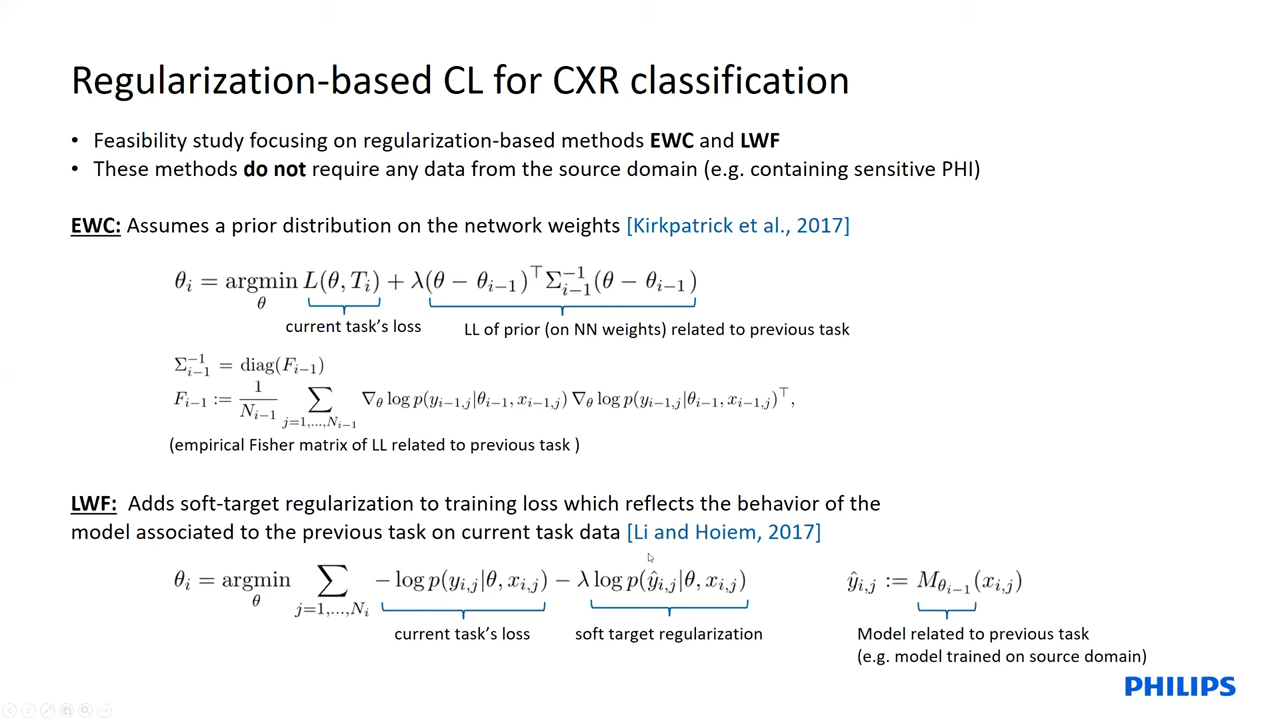 Regularization-based CL for CXR classification
• Feasibility study focusing on regularization-based methods EWC and LWF
• These methods do not require any data from the source domain (e.g. containing sensitive PHI)
EWC: Assumes a prior distribution on the network weights [Kirkpatrick et al., 2017]
θ_i = argmin_θ L(θ, T_i) + λ(θ − θ_{i−1})^⊤ Σ_{i−1}^{−1} (θ − θ_{i−1})
current task's loss
LL of prior (on NN weights) related to previous task
Σ_{i−1}^{−1} = diag(F_{i−1})
F_{i−1} := 1/N_{i−1} ∑_{j=1,...,N_{i−1}} ∇_θ log p(y_{i−1,j}|θ_{i−1}, x_{i−1,j}) ∇_θ log p(y_{i−1,j}|θ_{i−1}, x_{i−1,j})^⊤,
(empirical Fisher matrix of LL related to previous task )
LWF: Adds soft-target regularization to training loss which reflects the behavior of the
model associated to the previous task on current task data [Li and Hoiem, 2017]
θ_i = argmin_θ ∑_{j=1,...,N_i} − log p(y_{i,j}|θ, x_{i,j}) − λ log p(ŷ_{i,j}|θ, x_{i,j})
ŷ_{i,j} := M_{θ_{i−1}}(x_{i,j})
current task's loss
soft target regularization
Model related to previous task
(e.g. model trained on source domain)
PHILIPS